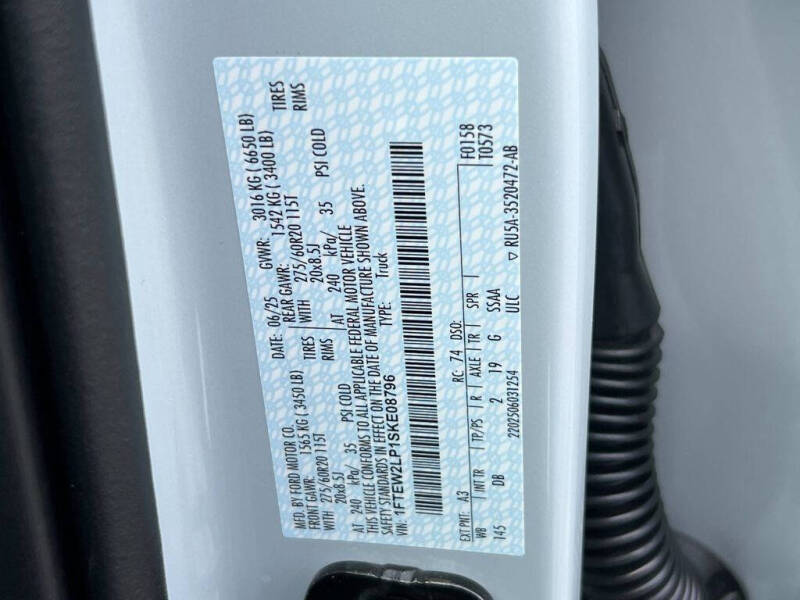 MFD. BY FORD MOTOR CO. DATE: 06/25 GVWR: 3016 KG ( 6650 LB)
FRONT GAWR: 1565 KG ( 3450 LB) REAR GAWR: 1542 KG ( 3400 LB)
WITH 275/60R20 115T TIRES WITH 275/60R20 115T TIRES
20x8.5J RIMS 20x8.5J RIMS
AT 240 kPa/ 35 PSI COLD AT 240 kPa/ 35 PSI COLD
THIS VEHICLE CONFORMS TO ALL APPLICABLE FEDERAL MOTOR VEHICLE
SAFETY STANDARDS IN EFFECT ON THE DATE OF MANUFACTURE SHOWN ABOVE.
VIN: 1FTEW2LP1SKE08796 TYPE: Truck
F0158
T0573
EXT PNT: A3 RC: 74 DSO:
WB INT TR TP/PS R AXLE TR SPR
145 DB 2 19 G SSAA
2202506031254 ULC ▽ RU5A-3520472-AB